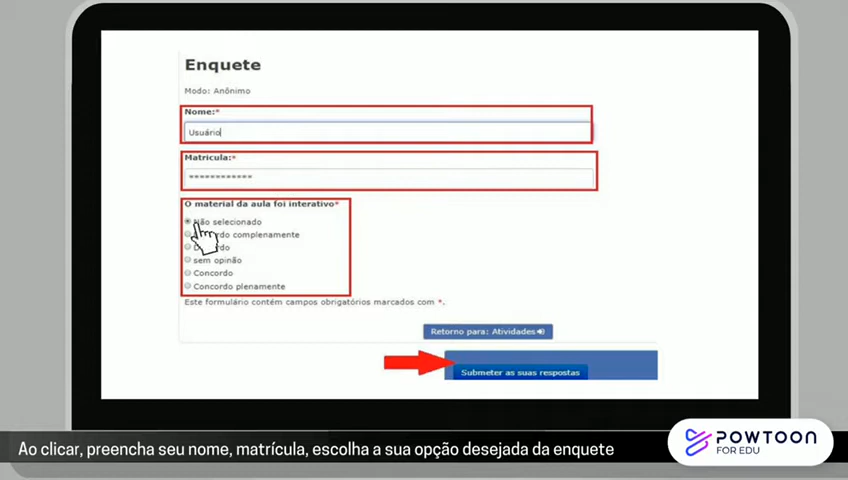 Enquete
Modo: Anônimo
Nome:*
Usuário
Matricula:*
************
O material da aula foi interativo*
Não selecionado
complenamente
sem opinão
Concordo
Concordo plenamente
Este formulário contém campos obrigatórios marcados com *.
Retorno para: Atividades
Submeter as suas respostas
Ao clicar, preencha seu nome, matrícula, escolha a sua opção desejada da enquete
POWTOON
FOR EDU